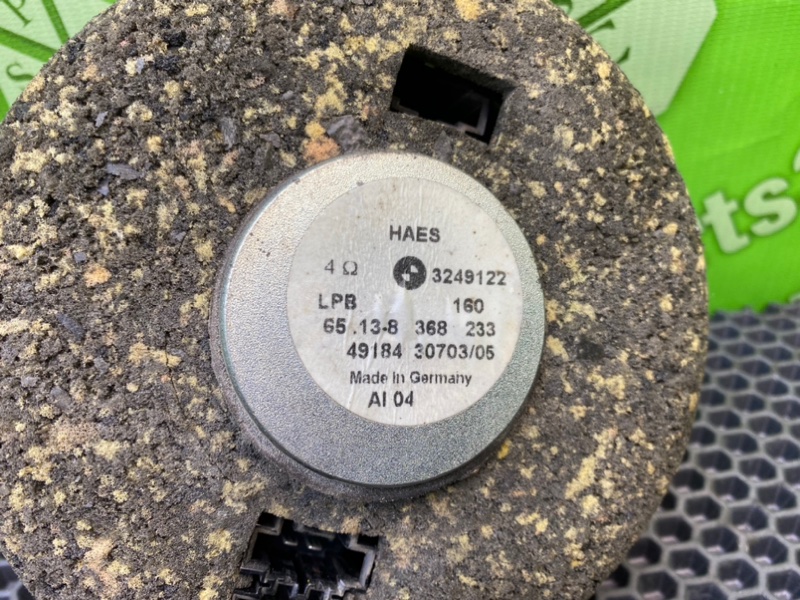 HAES
4 Ω 3249122
LPB 160
65.13-8 368 233
49184 30703/05
Made in Germany
AI 04